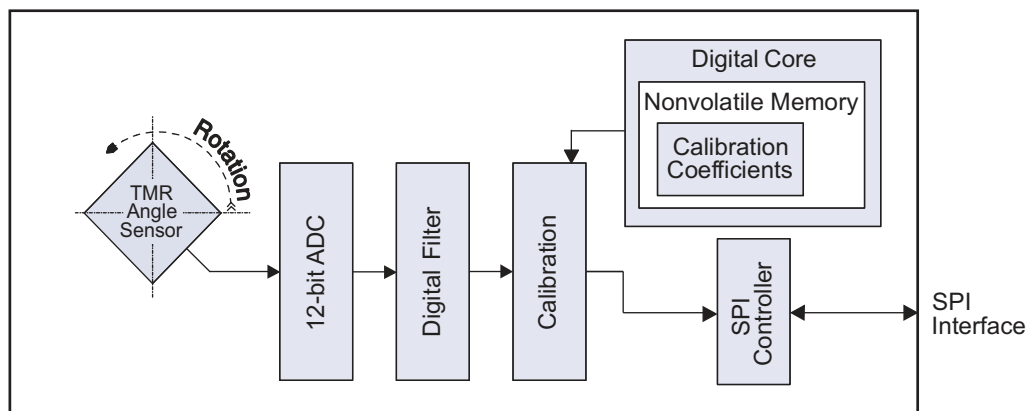 Digital Core
Nonvolatile Memory
Calibration
Coefficients
Rotation
TMR
Angle
Sensor
12-bit ADC
Digital Filter
Calibration
SPI
Controller
SPI
Interface